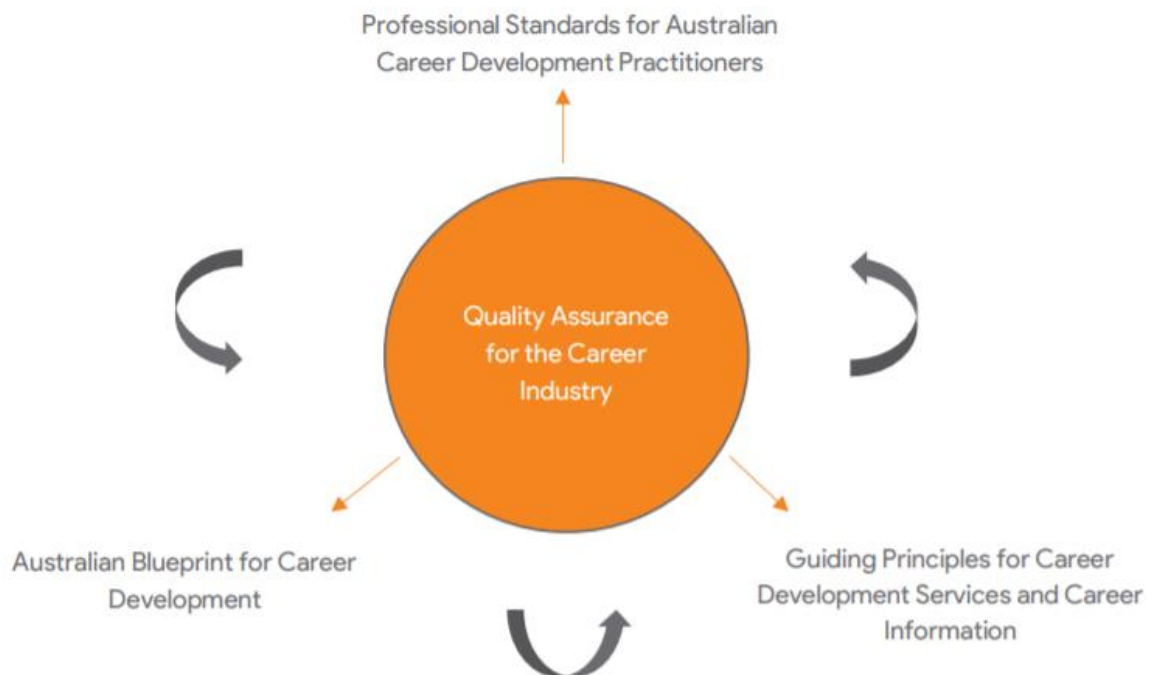 Professional Standards for Australian
Career Development Practitioners
Quality Assurance
for the Career
Industry
Australian Blueprint for Career
Development
Guiding Principles for Career
Development Services and Career
Information